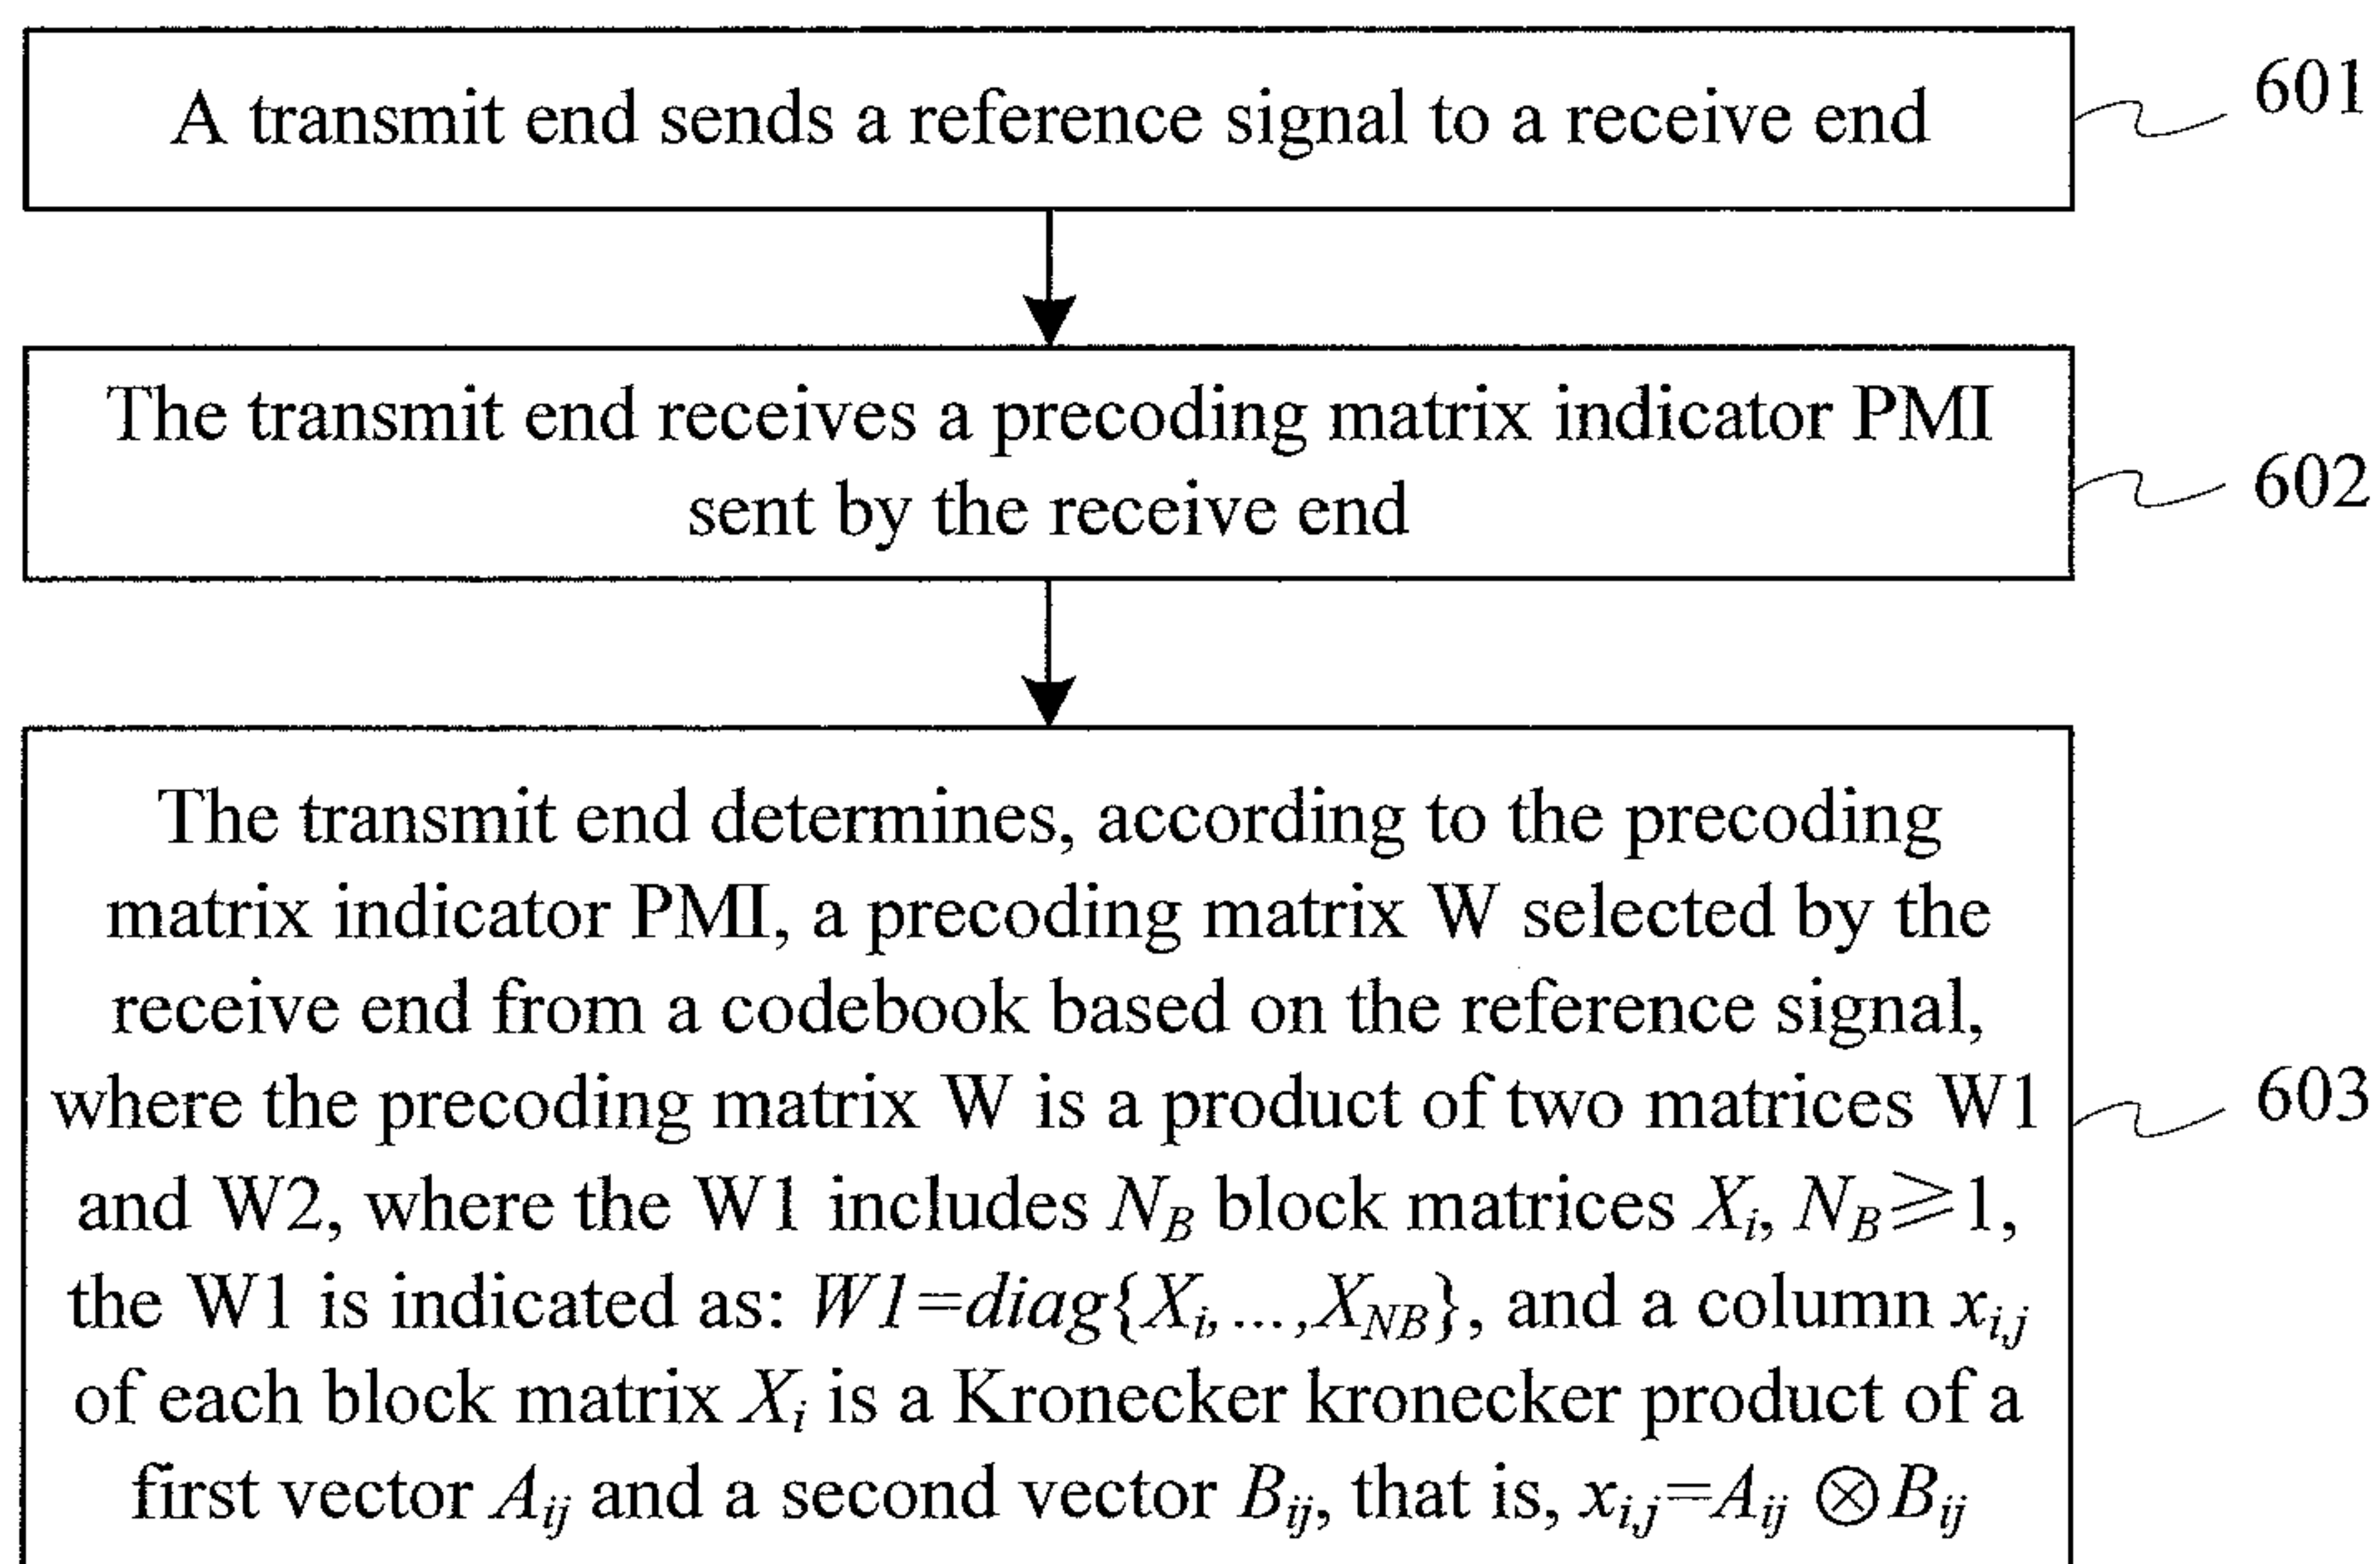 A transmit end sends a reference signal to a receive end
601
The transmit end receives a precoding matrix indicator PMI
sent by the receive end
602
The transmit end determines, according to the precoding
matrix indicator PMI, a precoding matrix W selected by the
receive end from a codebook based on the reference signal,
where the precoding matrix W is a product of two matrices W1
and W2, where the W1 includes N_B block matrices X_i, N_B⩾1,
the W1 is indicated as: W1=diag{X_i,...,X_NB}, and a column x_i,j
of each block matrix X_i is a Kronecker kronecker product of a
first vector A_ij and a second vector B_ij, that is, x_i,j=A_ij ⊗ B_ij
603